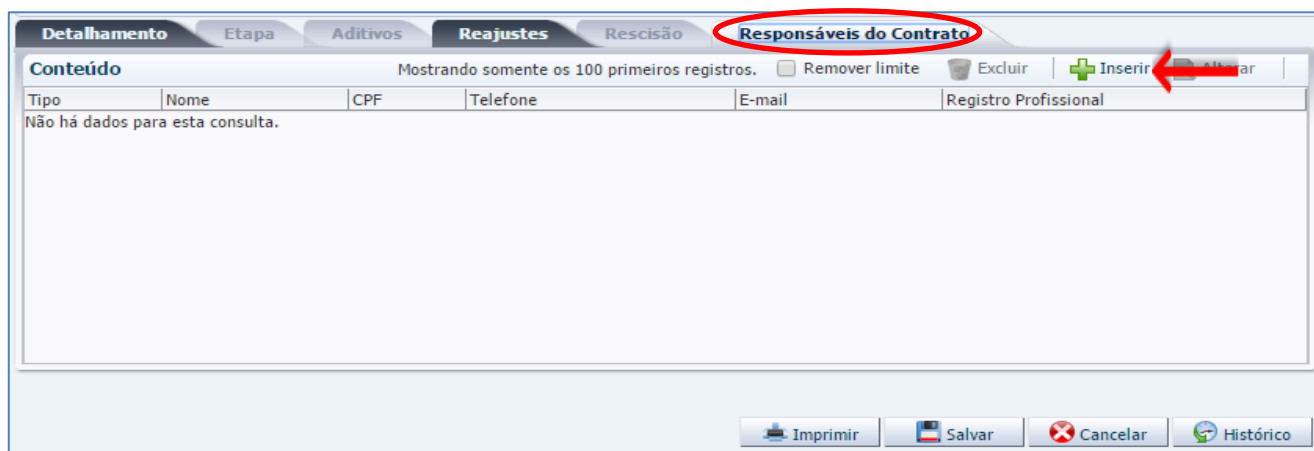 Detalhamento Etapa Aditivos Reajustes Rescisão Responsáveis do Contrato
Conteúdo Mostrando somente os 100 primeiros registros. Remover limite Excluir Inserir Alterar
Tipo Nome CPF Telefone E-mail Registro Profissional
Não há dados para esta consulta.
Imprimir Salvar Cancelar Histórico